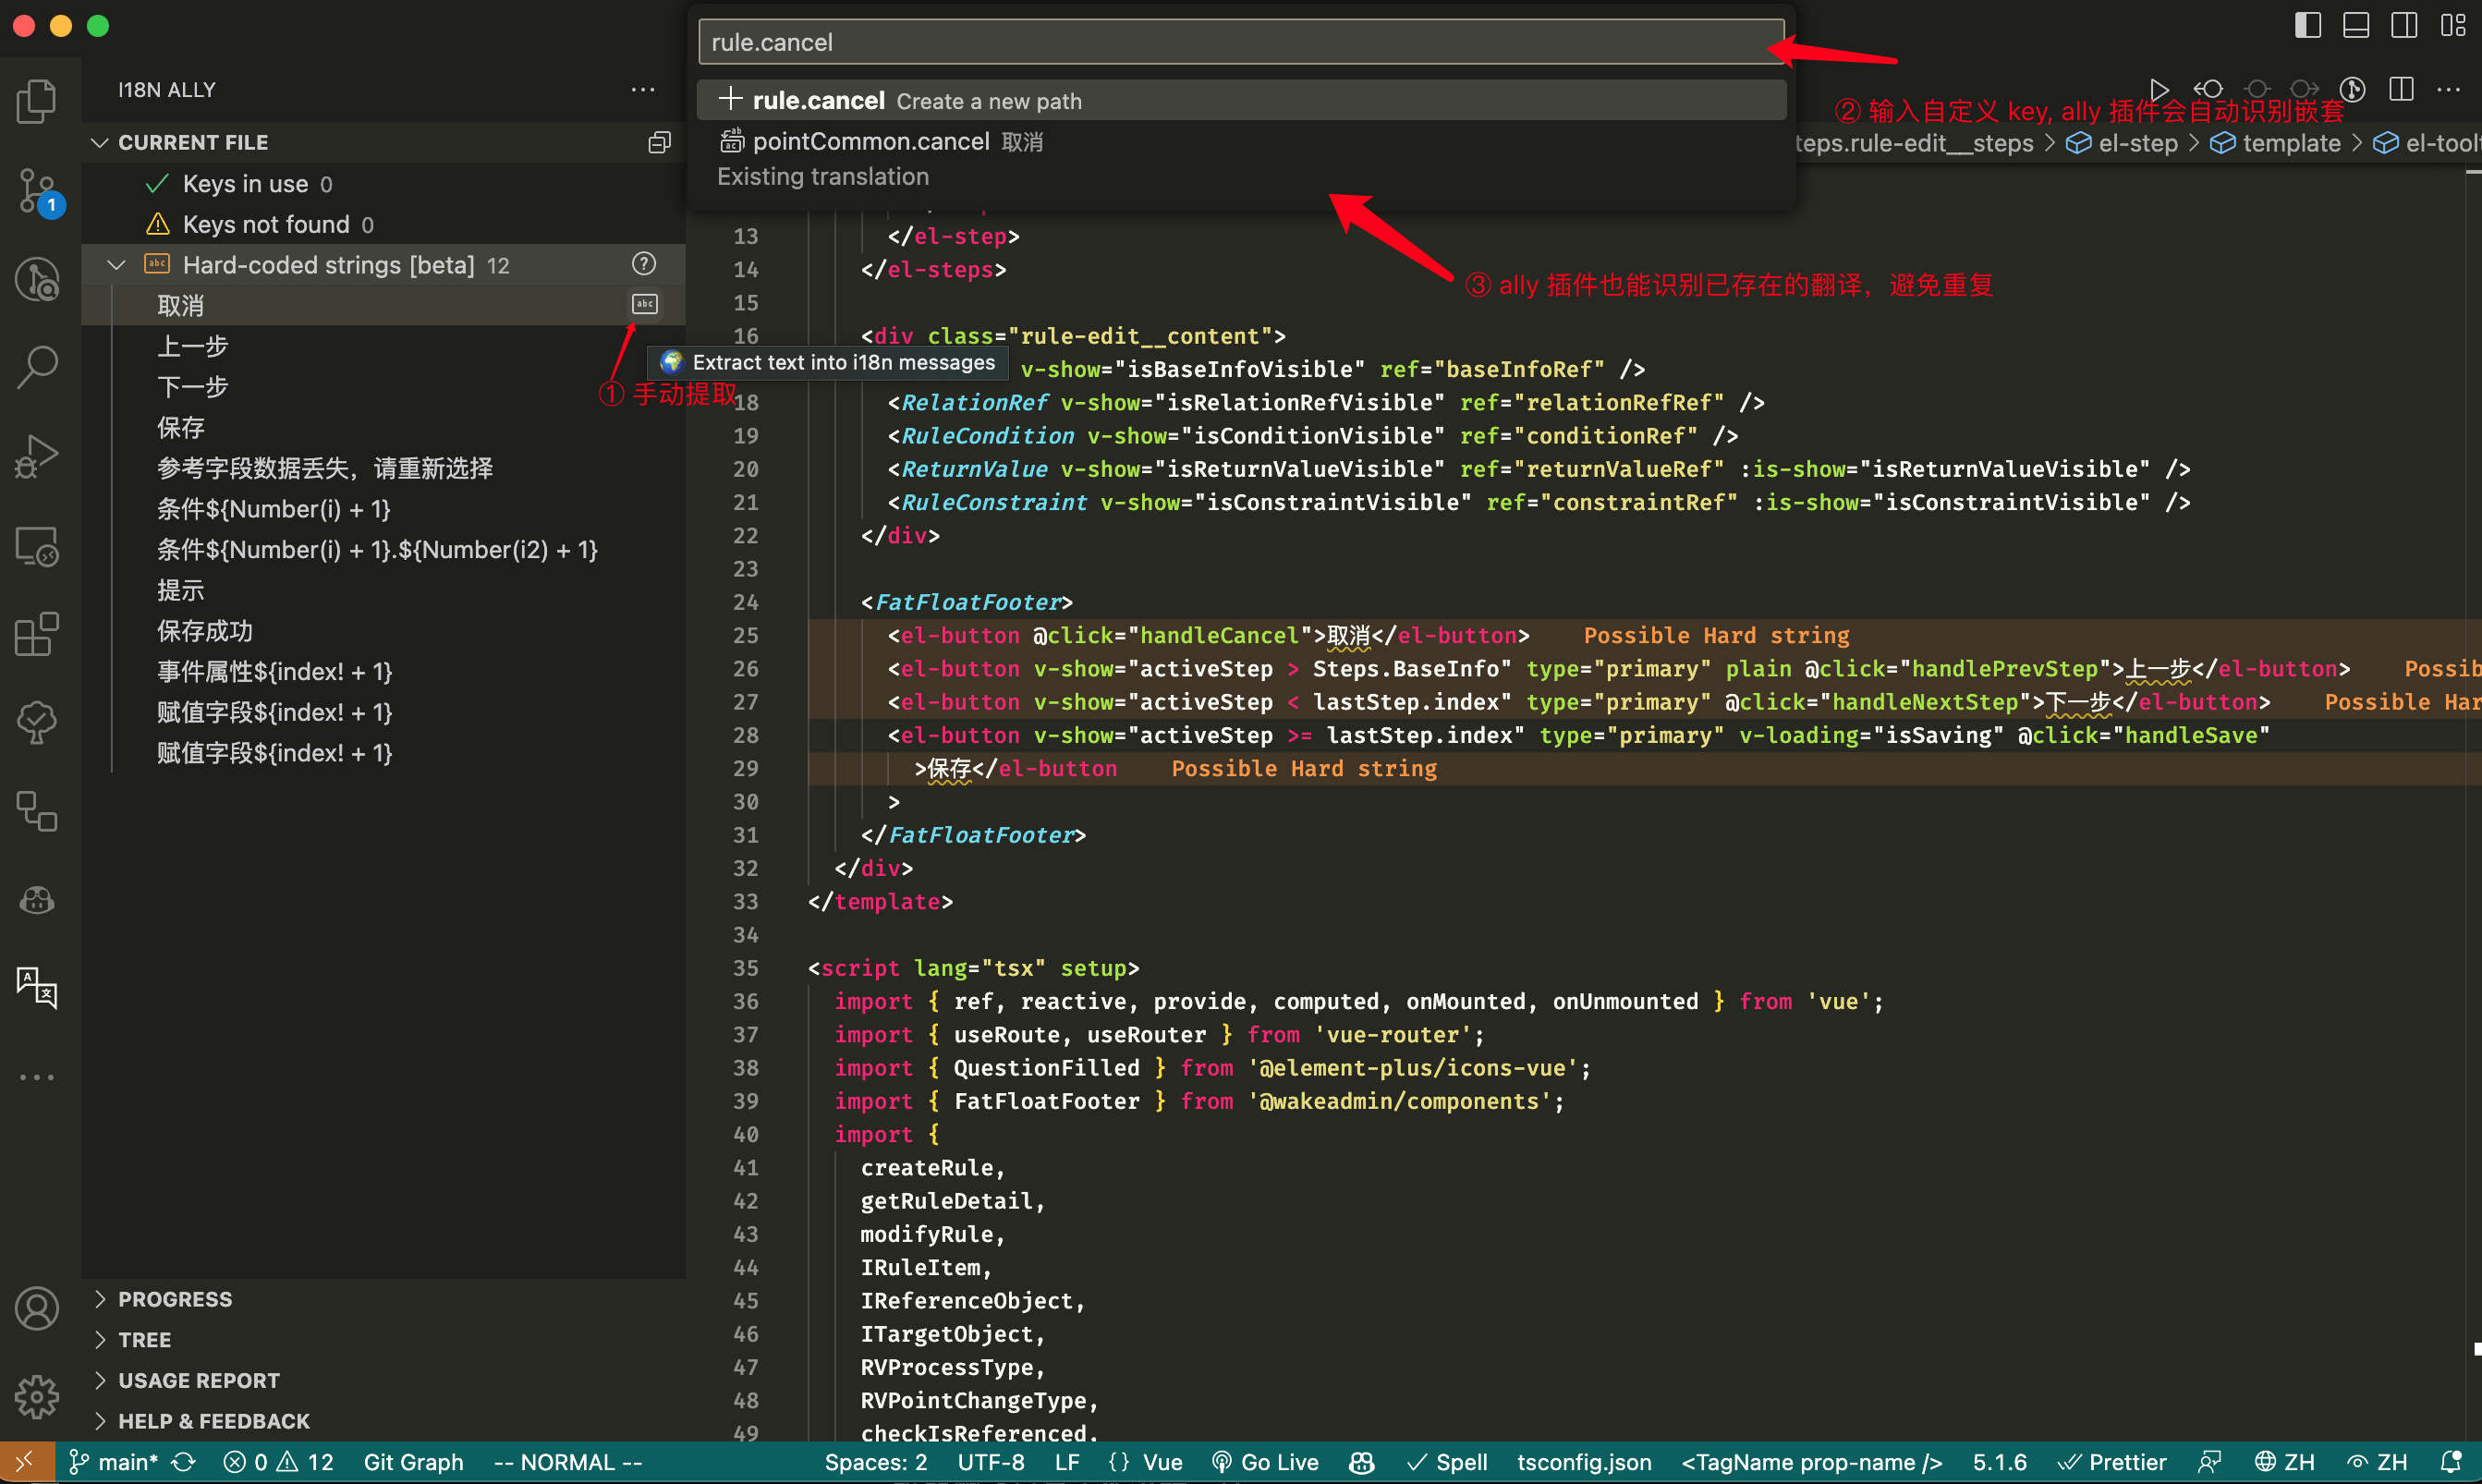 rule.cancel
rule.cancel Create a new path
pointCommon.cancel 取消
Existing translation
I18N ALLY
CURRENT FILE
Keys in use 0
Keys not found 0
Hard-coded strings [beta] 12
取消
上一步
下一步
保存
参考字段数据丢失，请重新选择
条件${Number(i) + 1}
条件${Number(i) + 1}.${Number(i2) + 1}
提示
保存成功
事件属性${index! + 1}
赋值字段${index! + 1}
赋值字段${index! + 1}
PROGRESS
TREE
USAGE REPORT
HELP & FEEDBACK
1
Extract text into i18n messages
① 手动提取
② 输入自定义 key, ally 插件会自动识别嵌套
③ ally 插件也能识别已存在的翻译，避免重复
teps.rule-edit__steps > el-step > template > el-toolt
13 </el-step>
14 </el-steps>
15
16 <div class="rule-edit__content">
v-show="isBaseInfoVisible" ref="baseInfoRef" />
18 <RelationRef v-show="isRelationRefVisible" ref="relationRefRef" />
19 <RuleCondition v-show="isConditionVisible" ref="conditionRef" />
20 <ReturnValue v-show="isReturnValueVisible" ref="returnValueRef" :is-show="isReturnValueVisible" />
21 <RuleConstraint v-show="isConstraintVisible" ref="constraintRef" :is-show="isConstraintVisible" />
22 </div>
23
24 <FatFloatFooter>
25 <el-button @click="handleCancel">取消</el-button> Possible Hard string
26 <el-button v-show="activeStep > Steps.BaseInfo" type="primary" plain @click="handlePrevStep">上一步</el-button> Possib
27 <el-button v-show="activeStep < lastStep.index" type="primary" @click="handleNextStep">下一步</el-button> Possible Har
28 <el-button v-show="activeStep >= lastStep.index" type="primary" v-loading="isSaving" @click="handleSave"
29 >保存</el-button Possible Hard string
30 >
31 </FatFloatFooter>
32 </div>
33 </template>
34
35 <script lang="tsx" setup>
36 import { ref, reactive, provide, computed, onMounted, onUnmounted } from 'vue';
37 import { useRoute, useRouter } from 'vue-router';
38 import { QuestionFilled } from '@element-plus/icons-vue';
39 import { FatFloatFooter } from '@wakeadmin/components';
40 import {
41 createRule,
42 getRuleDetail,
43 modifyRule,
44 IRuleItem,
45 IReferenceObject,
46 ITargetObject,
47 RVProcessType,
48 RVPointChangeType,
49 checkIsReferenced,
main* 0 12 Git Graph -- NORMAL -- Spaces: 2 UTF-8 LF {} Vue Go Live Spell tsconfig.json <TagName prop-name /> 5.1.6 Prettier ZH ZH